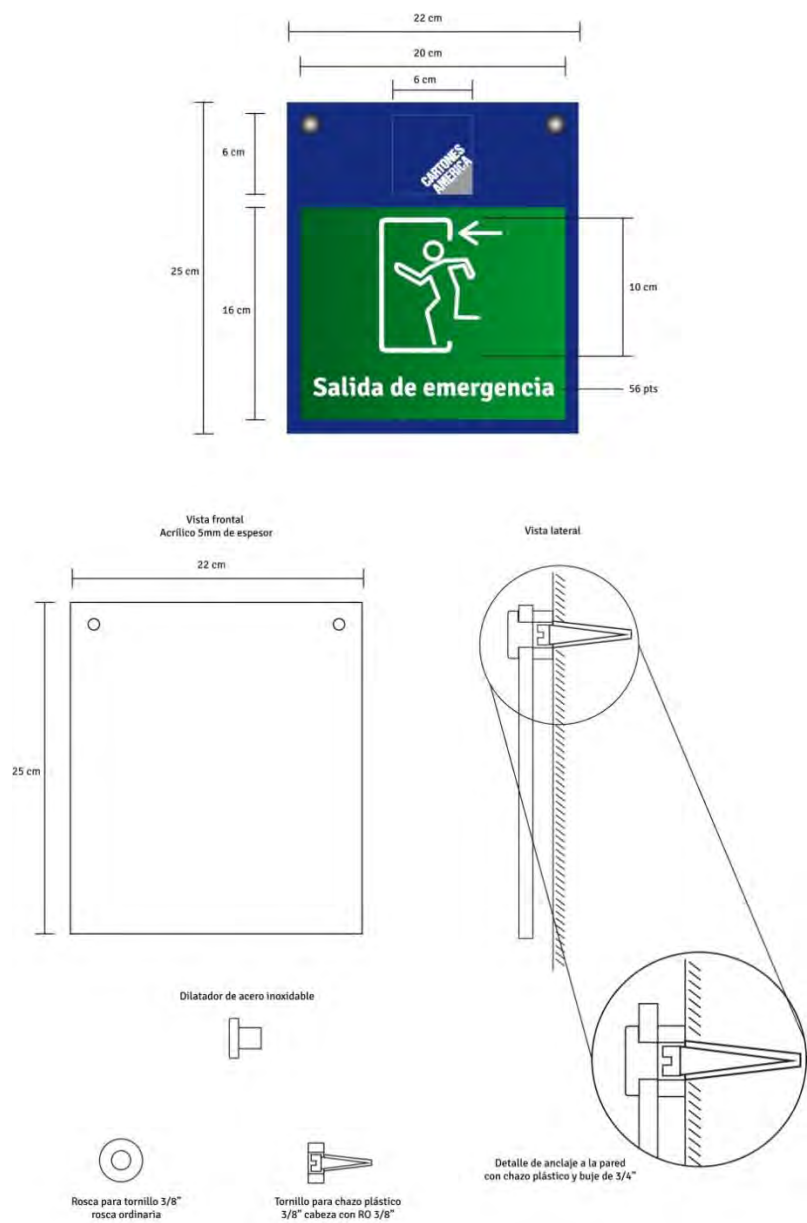 22 cm
20 cm
6 cm
6 cm
CARTONES
AMERICA
25 cm
16 cm
10 cm
Salida de emergencia
56 pts
Vista frontal
Acrílico 5mm de espesor
Vista lateral
22 cm
25 cm
Dilatador de acero inoxidable
Rosca para tornillo 3/8”
rosca ordinaria
Tornillo para chazo plástico
3/8” cabeza con RO 3/8”
Detalle de anclaje a la pared
con chazo plástico y buje de 3/4”